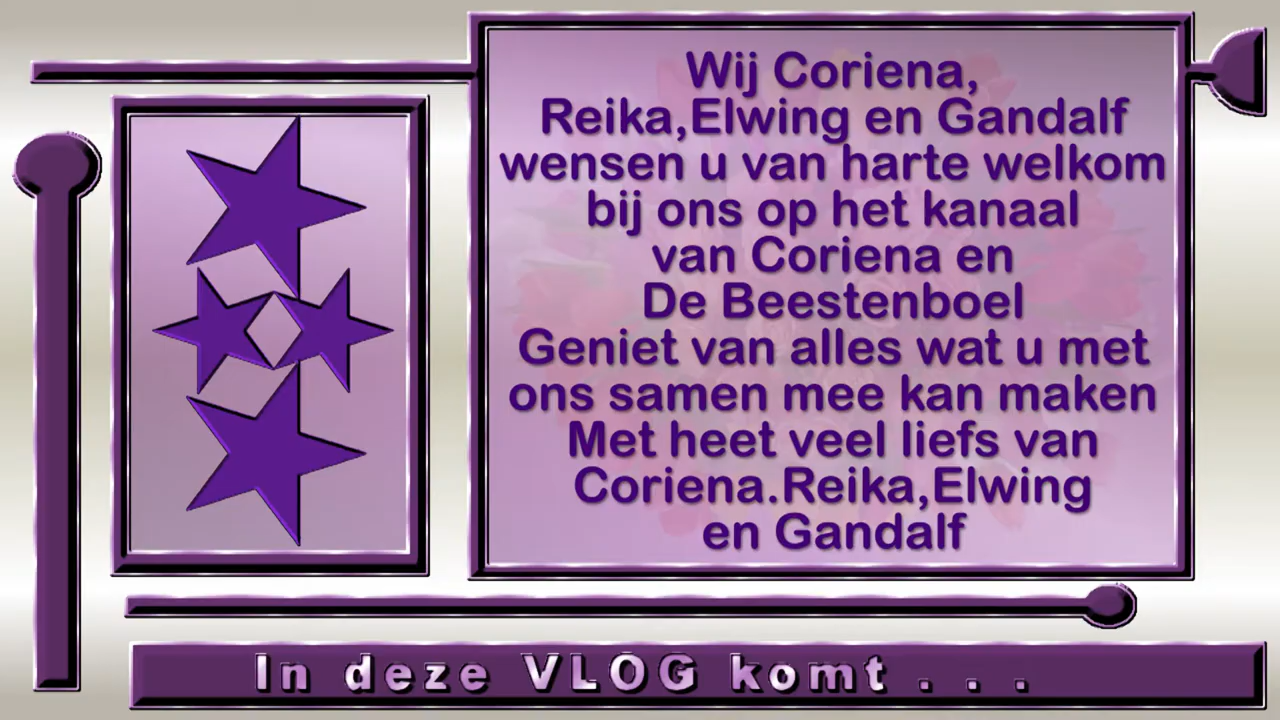 Wij Coriena,
Reika,Elwing en Gandalf
wensen u van harte welkom
bij ons op het kanaal
van Coriena en
De Beestenboel
Geniet van alles wat u met
ons samen mee kan maken
Met heet veel liefs van
Coriena.Reika,Elwing
en Gandalf
In deze VLOG komt . . .